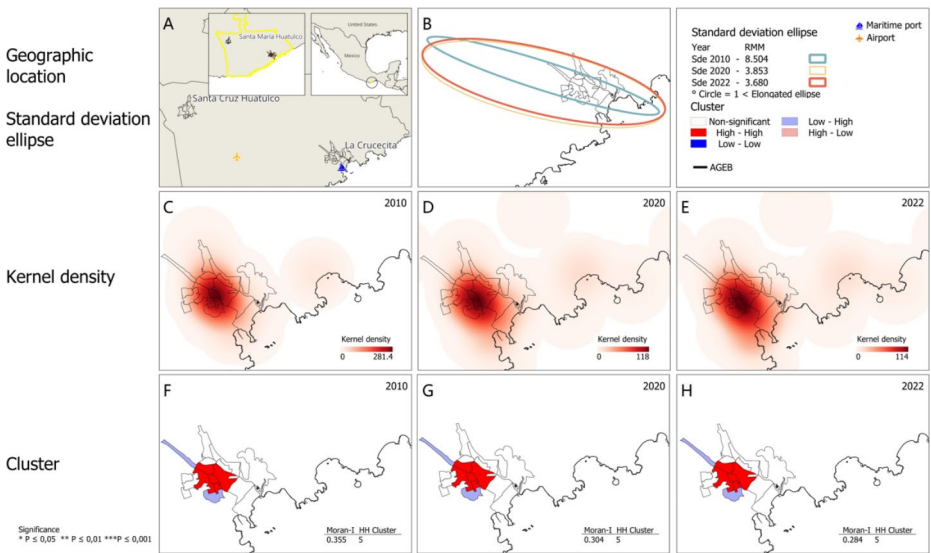 Geographic
location
Standard deviation
ellipse
Kernel density
Cluster
Significance
* P ≤ 0,05 ** P ≤ 0,01 ***P ≤ 0,001
A
Santa Maria Huatulco
United States
Mexico
Santa Cruz Huatulco
La Crucecita
B
Standard deviation ellipse
Year RMM
Sde 2010 - 8.504
Sde 2020 - 3.853
Sde 2022 - 3.680
° Circle = 1 < Elongated ellipse
Cluster
Non-significant
High - High
Low - Low
Low - High
High - Low
AGEB
Maritime port
Airport
C
2010
Kernel density
0 281.4
D
2020
Kernel density
0 118
E
2022
Kernel density
0 114
F
2010
Moran-I HH Cluster
0.355 5
G
2020
Moran-I HH Cluster
0.304 5
H
2022
Moran-I HH Cluster
0.284 5